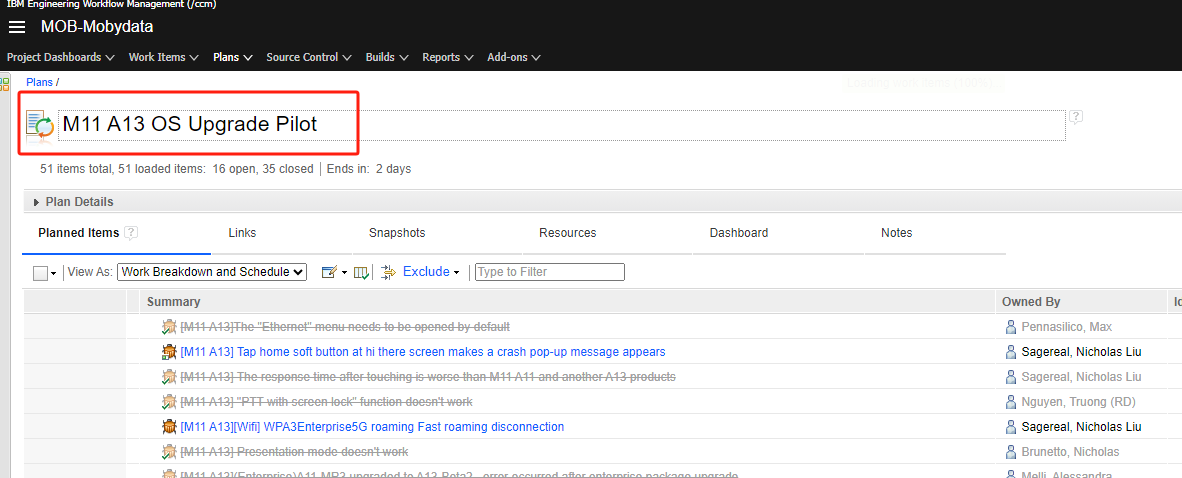 IBM Engineering Workflow Management (/ccm)
MOB-Mobydata
Project Dashboards Work Items Plans Source Control Builds Reports Add-ons
Plans /
M11 A13 OS Upgrade Pilot ?
51 items total, 51 loaded items: 16 open, 35 closed | Ends in: 2 days
Plan Details
Planned Items ? Links Snapshots Resources Dashboard Notes
View As: Work Breakdown and Schedule Exclude Type to Filter
Summary Owned By Id
[M11 A13]The "Ethernet" menu needs to be opened by default Pennasilico, Max
[M11 A13] Tap home soft button at hi there screen makes a crash pop-up message appears Sagereal, Nicholas Liu
[M11 A13] The response time after touching is worse than M11 A11 and another A13 products Sagereal, Nicholas Liu
[M11 A13] "PTT with screen lock" function doesn't work Nguyen, Truong (RD)
[M11 A13][Wifi] WPA3Enterprise5G roaming Fast roaming disconnection Sagereal, Nicholas Liu
[M11 A13] Presentation mode doesn't work Brunetto, Nicholas
[M11 A13](Enterprise)A11 MR3 upgraded to A13 Beta2 - error occurred after enterprise package upgrade Melli, Alessandra